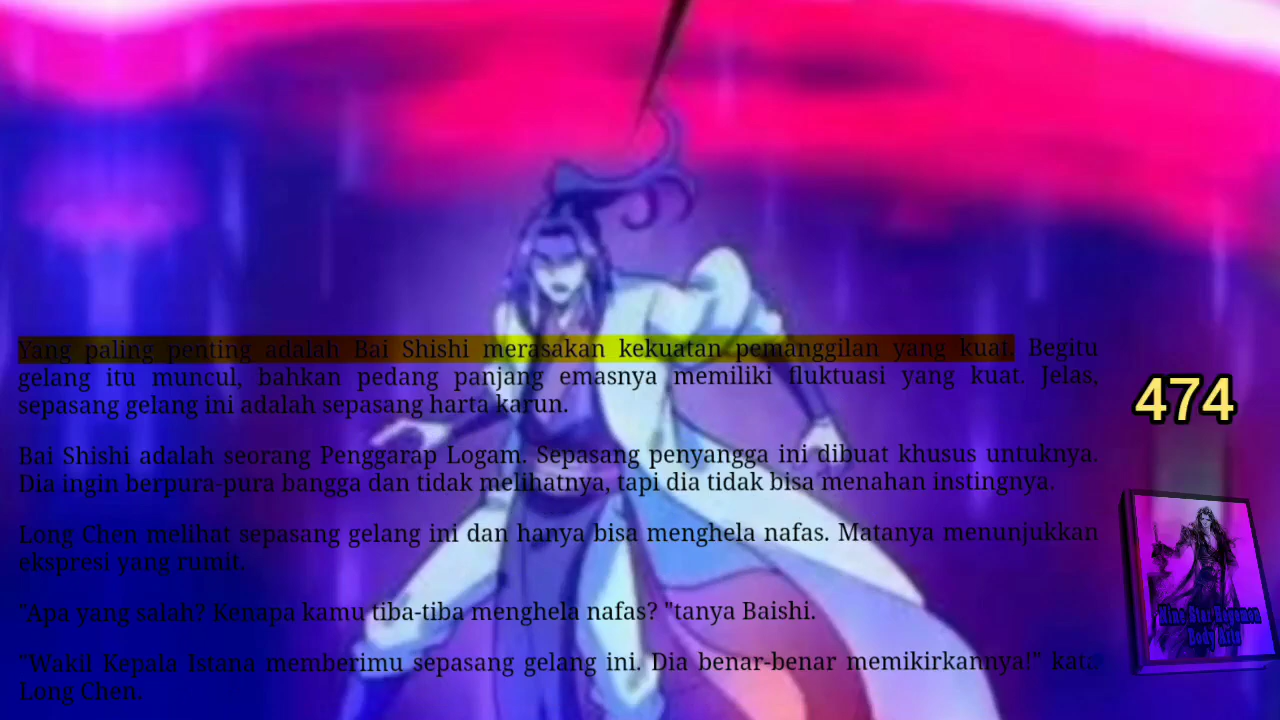 Yang paling penting adalah Bai Shishi merasakan kekuatan pemanggilan yang kuat. Begitu
gelang itu muncul, bahkan pedang panjang emasnya memiliki fluktuasi yang kuat. Jelas,
sepasang gelang ini adalah sepasang harta karun.
Bai Shishi adalah seorang Penggarap Logam. Sepasang penyangga ini dibuat khusus untuknya.
Dia ingin berpura-pura bangga dan tidak melihatnya, tapi dia tidak bisa menahan instingnya.
Long Chen melihat sepasang gelang ini dan hanya bisa menghela nafas. Matanya menunjukkan
ekspresi yang rumit.
"Apa yang salah? Kenapa kamu tiba-tiba menghela nafas? "tanya Baishi.
"Wakil Kepala Istana memberimu sepasang gelang ini. Dia benar-benar memikirkannya!" kata
Long Chen.
474
Nine Star Hegemon
Body Arts